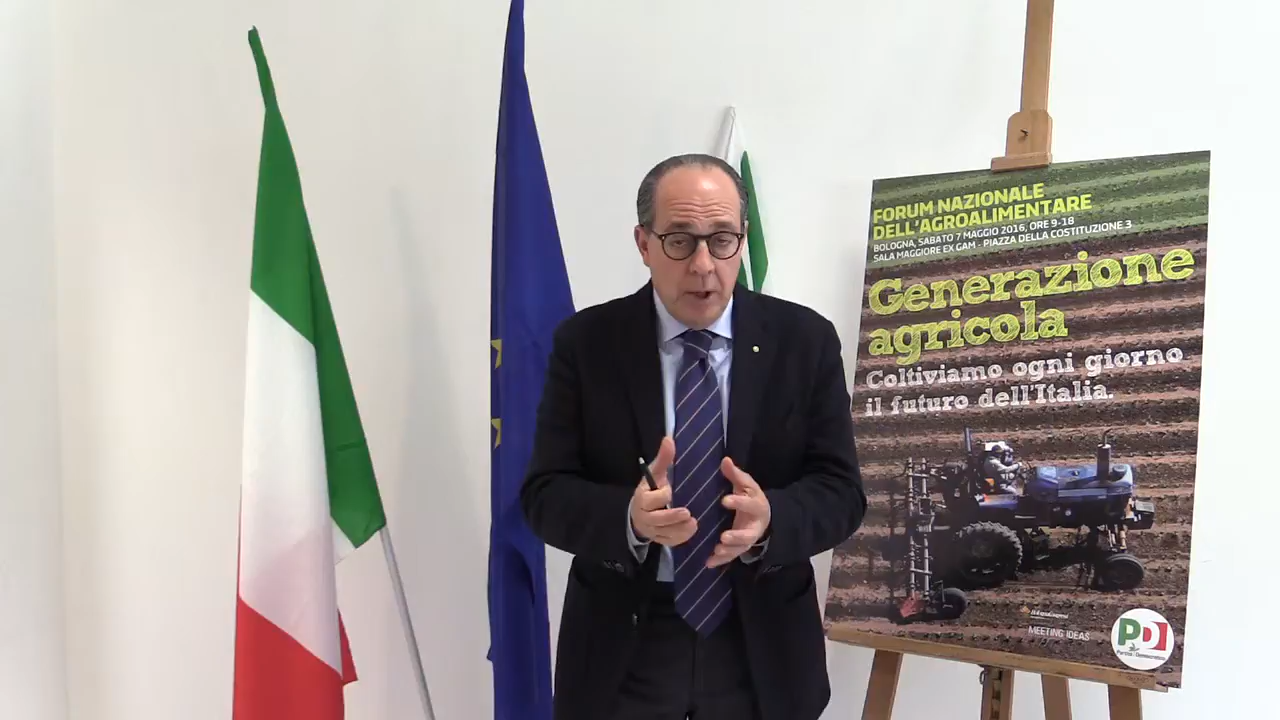 FORUM NAZIONALE
DELL'AGROALIMENTARE
BOLOGNA, SABATO 7 MAGGIO 2016, ORE 9-18
SALA MAGGIORE EX GAM - PIAZZA DELLA COSTITUZIONE 3
Generazione
agricola
Coltiviamo ogni giorno
il futuro dell'Italia.
MEETING IDEAS
PD
Partito Democratico